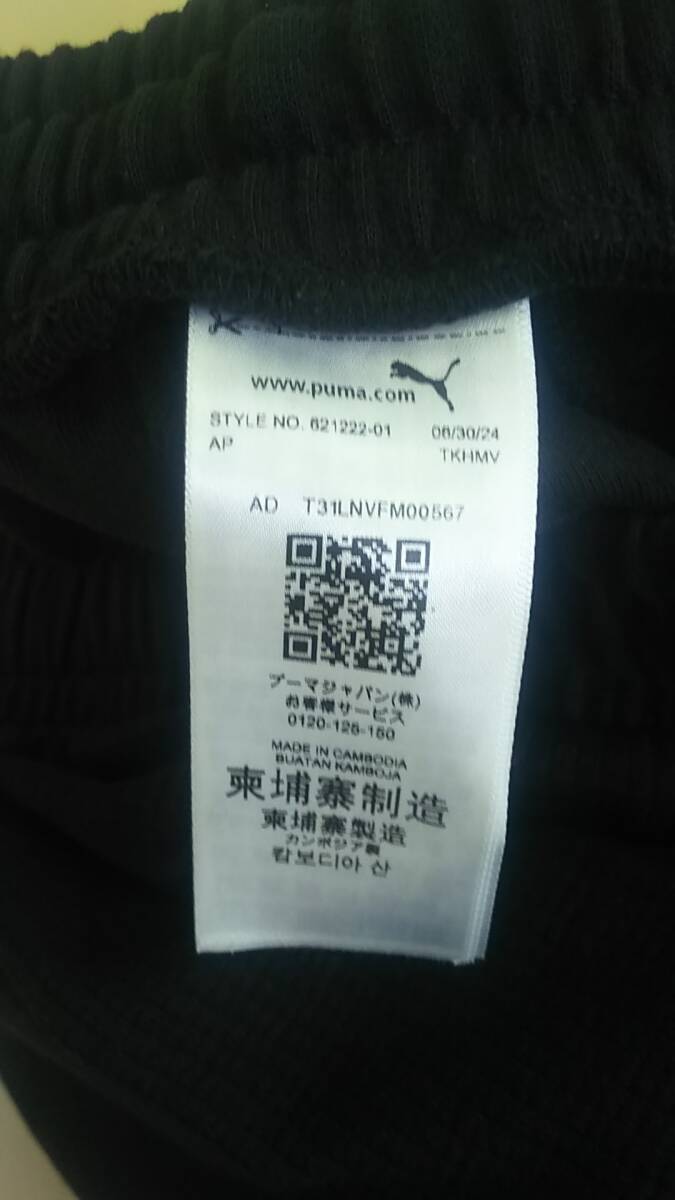 www.puma.com
STYLE NO. 621222-01 06/30/24
AP TKHMV
AD T31LNVFM00567
プーマジャパン(株)
お客様サービス
0120-125-150
MADE IN CAMBODIA
BUATAN KAMBOJA
柬埔寨制造
柬埔寨製造
カンボジア製
캄보디아 산